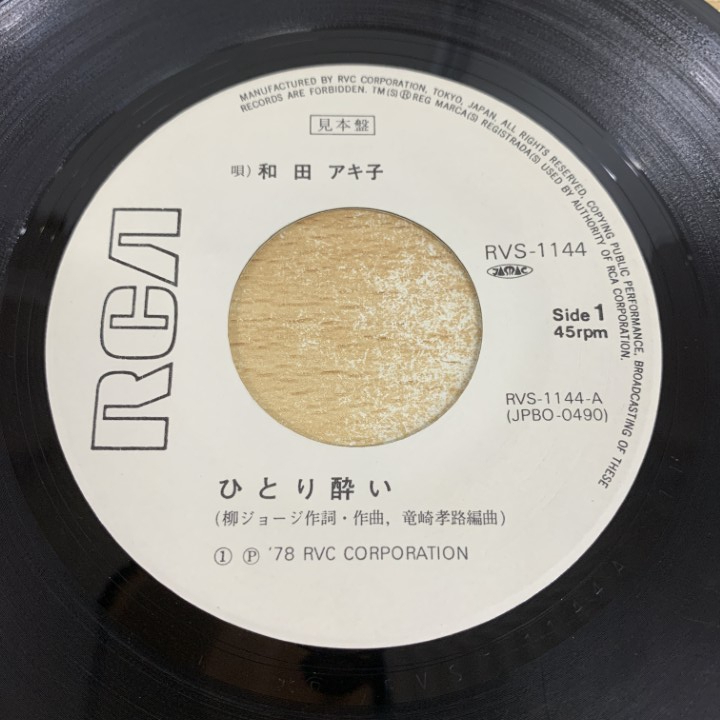 MANUFACTURED BY RVC CORPORATION, TOKYO, JAPAN. ALL RIGHTS RESERVED, COPYING PUBLIC PERFORMANCE, BROADCASTING OF THESE
RECORDS ARE FORBIDDEN. TM(S)®REG MARCA(S) REGISTRADA(S) USED BY AUTHORITY OF RCA CORPORATION.
見本盤
唄) 和田 アキ子
RCA
RVS-1144
JASRAC
Side 1
45rpm
RVS-1144-A
(JPBO-0490)
ひとり酔い
(柳ジョージ作詞・作曲, 竜崎孝路編曲)
① Ⓟ '78 RVC CORPORATION